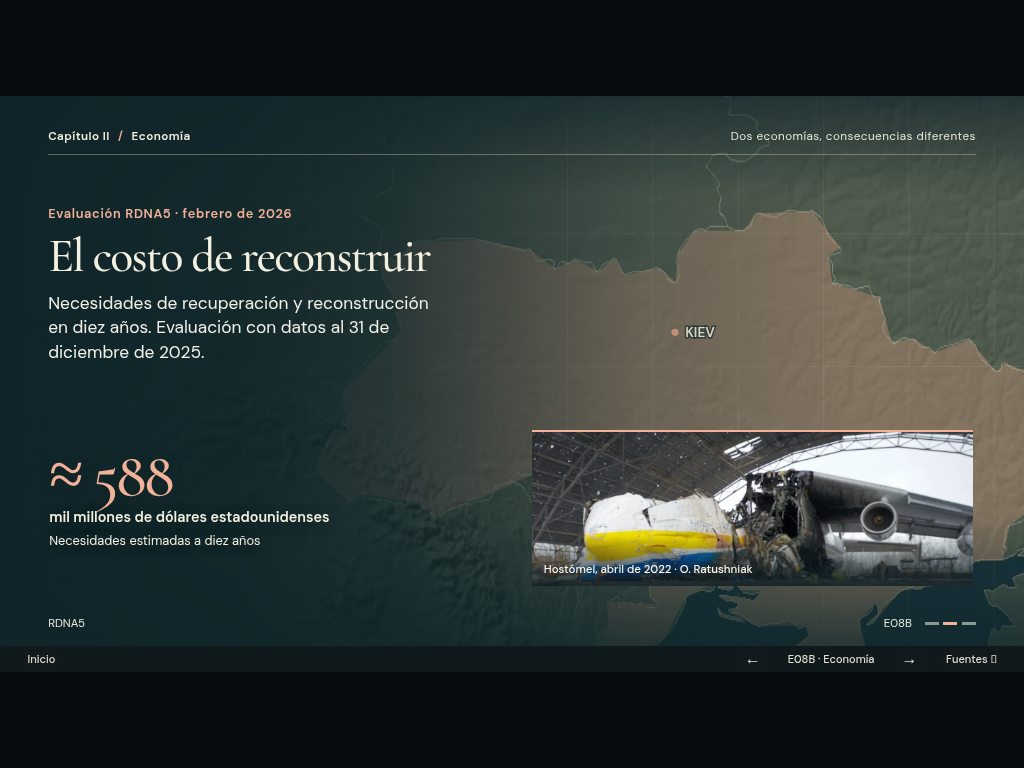 Capítulo II / Economía
Dos economías, consecuencias diferentes
Evaluación RDNA5 · febrero de 2026
El costo de reconstruir
Necesidades de recuperación y reconstrucción
en diez años. Evaluación con datos al 31 de
diciembre de 2025.
KIEV
≈ 588
mil millones de dólares estadounidenses
Necesidades estimadas a diez años
Hostómel, abril de 2022 · O. Ratushniak
RDNA5
E08B
Inicio
← E08B · Economía →
Fuentes